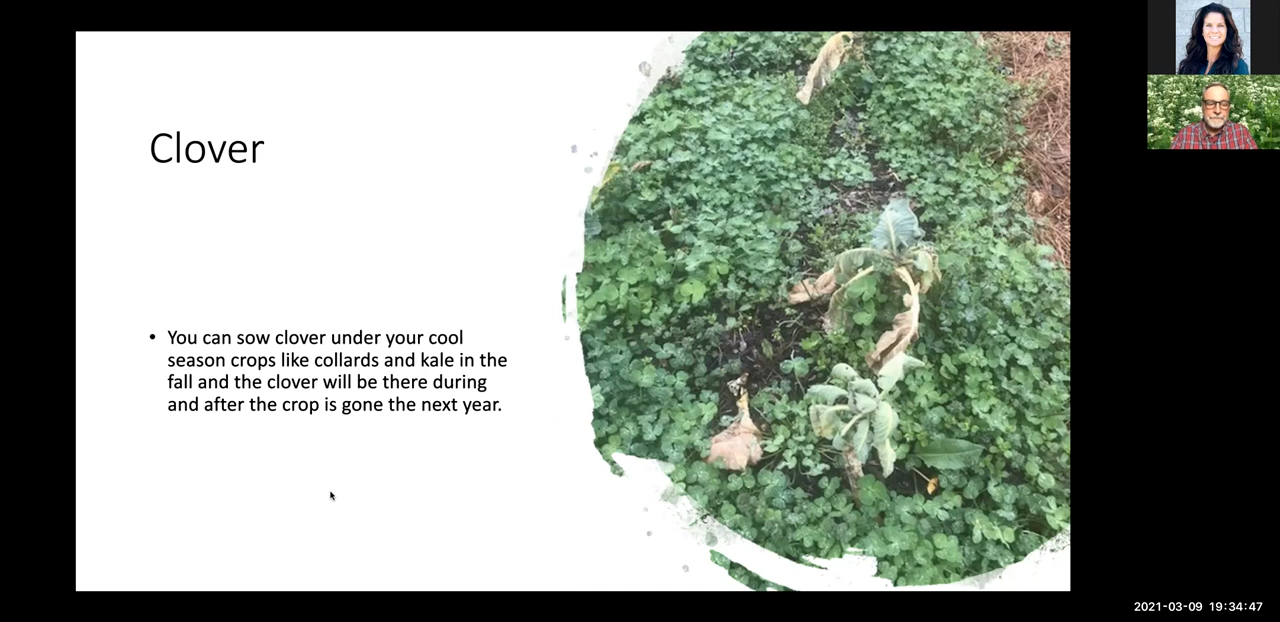 Clover
• You can sow clover under your cool
season crops like collards and kale in the
fall and the clover will be there during
and after the crop is gone the next year.
2021-03-09 19:34:47